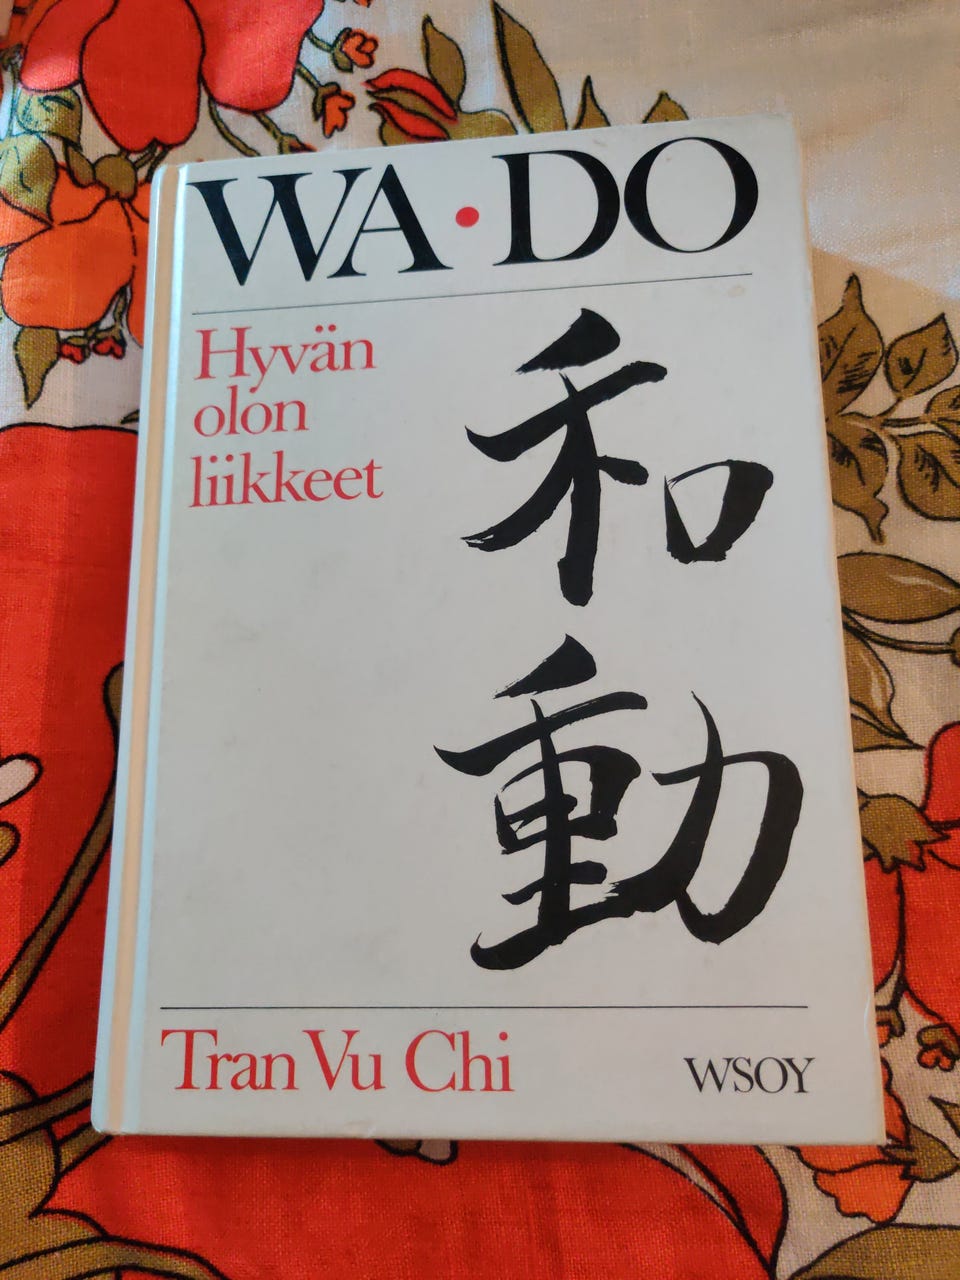 WA·DO
Hyvän
olon
liikkeet
和
動
Tran Vu Chi
WSOY